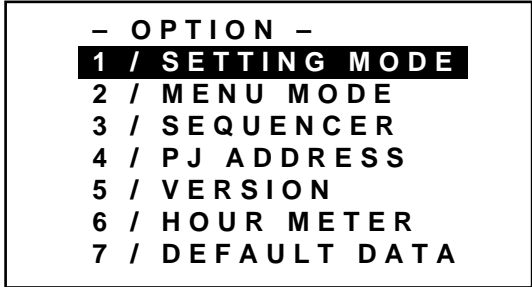 – OPTION –
1 / SETTING MODE
2 / MENU MODE
3 / SEQUENCER
4 / PJ ADDRESS
5 / VERSION
6 / HOUR METER
7 / DEFAULT DATA